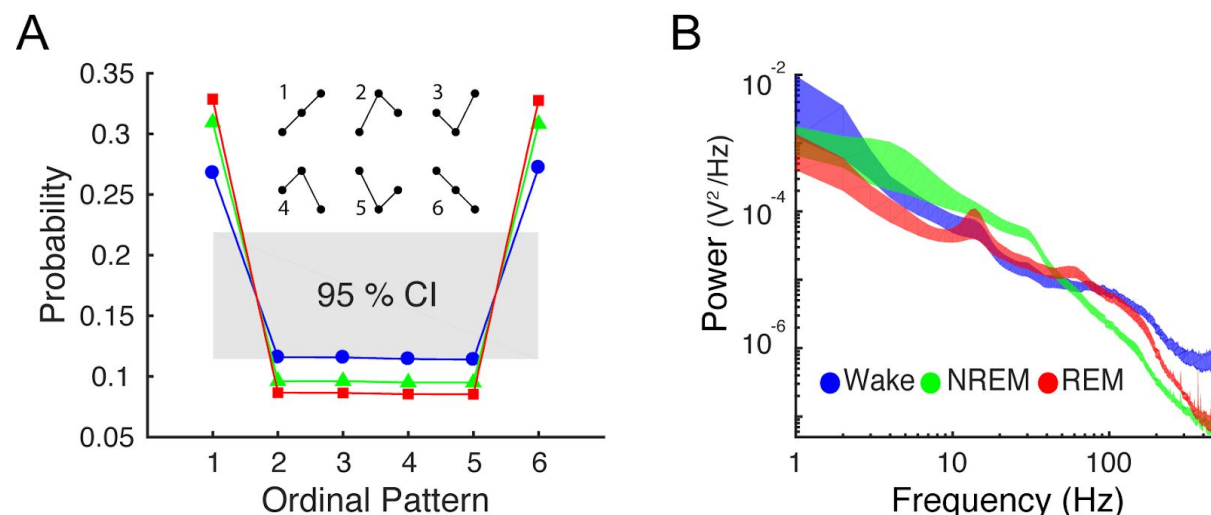 A
Probability
0.35
0.3
0.25
0.2
0.15
0.1
0.05
1 2 3
4 5 6
95 % CI
1 2 3 4 5 6
Ordinal Pattern
B
Power (V²/Hz)
10⁻²
10⁻⁴
10⁻⁶
Wake NREM REM
1 10 100
Frequency (Hz)